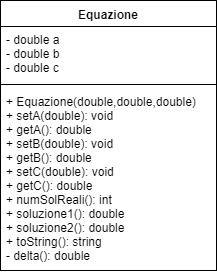 Equazione
- double a
- double b
- double c
+ Equazione(double,double,double)
+ setA(double): void
+ getA(): double
+ setB(double): void
+ getB(): double
+ setC(double): void
+ getC(): double
+ numSolReali(): int
+ soluzione1(): double
+ soluzione2(): double
+ toString(): string
- delta(): double